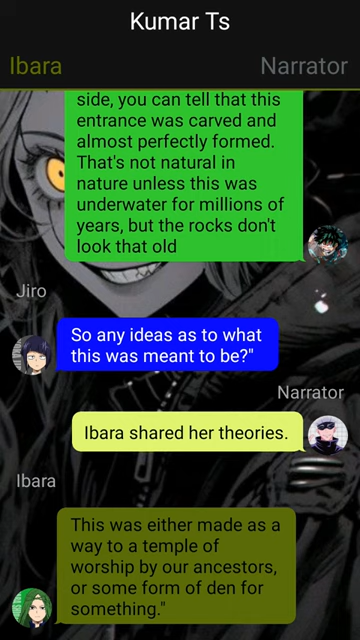 Kumar Ts
Ibara
Narrator
side, you can tell that this
entrance was carved and
almost perfectly formed.
That's not natural in
nature unless this was
underwater for millions of
years, but the rocks don't
look that old
Jiro
So any ideas as to what
this was meant to be?"
Narrator
Ibara shared her theories.
Ibara
This was either made as a
way to a temple of
worship by our ancestors,
or some form of den for
something."